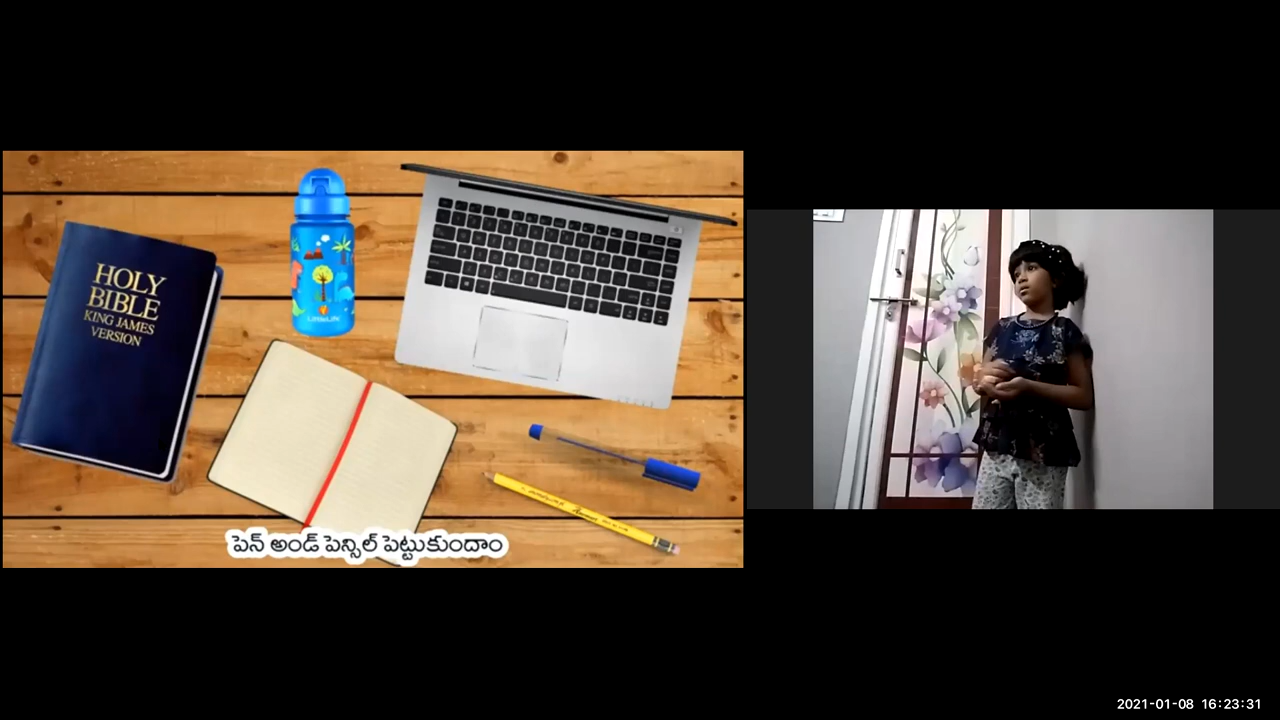 HOLY
BIBLE
KING JAMES
VERSION
పెన్ అండ్ పెన్సిల్ పెట్టుకుందాం
2021-01-08 16:23:31